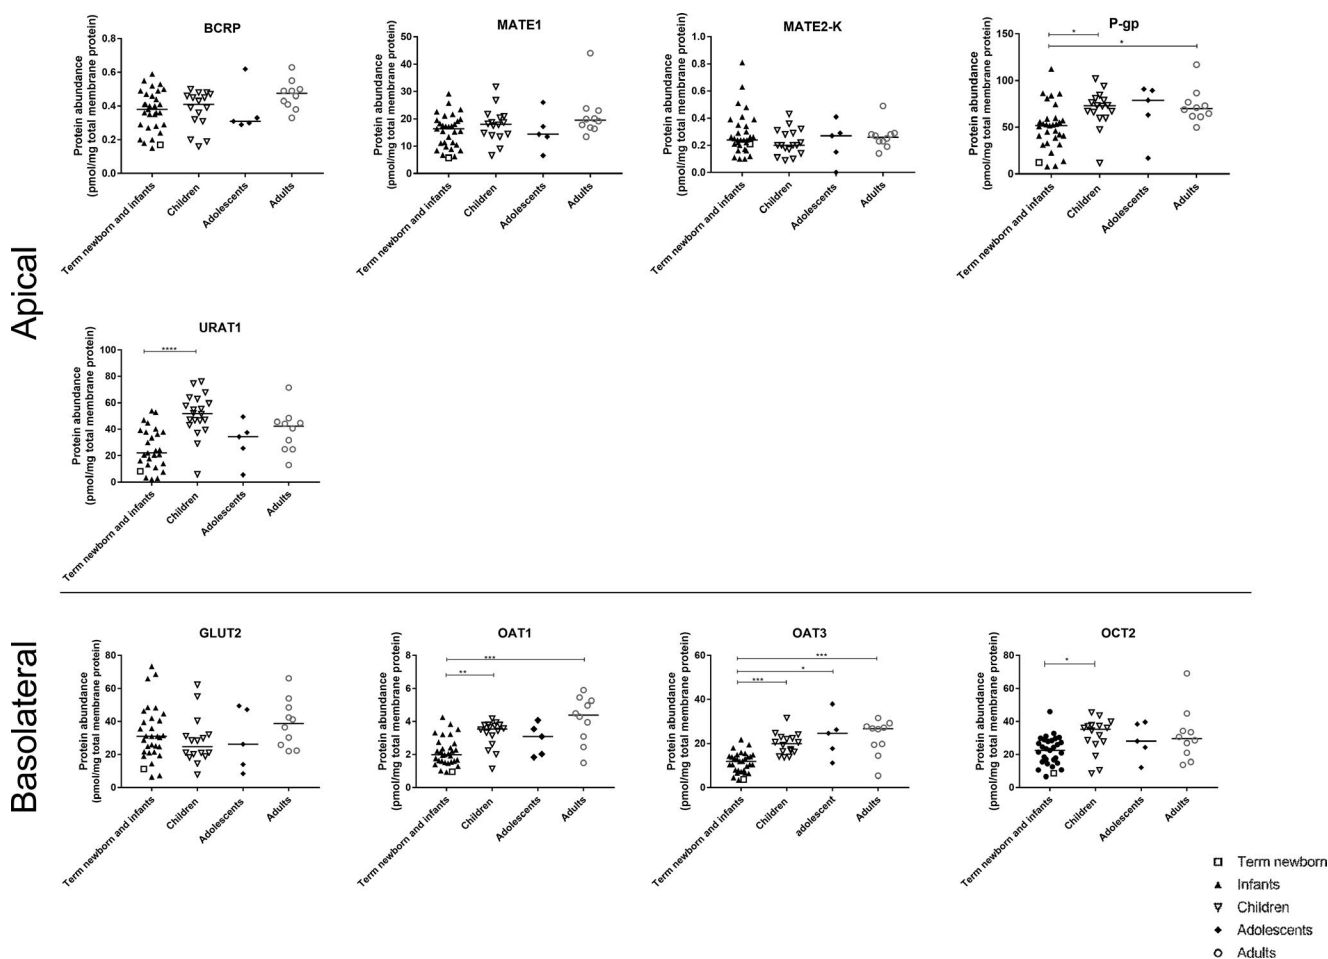 Apical
BCRP
Protein abundance
(pmol/mg total membrane protein)
0.8
0.6
0.4
0.2
0.0
Term newborn and infants
Children
Adolescents
Adults
MATE1
Protein abundance
(pmol/mg total membrane protein)
50
40
30
20
10
0
Term newborn and infants
Children
Adolescents
Adults
MATE2-K
Protein abundance
(pmol/mg total membrane protein)
1.0
0.8
0.6
0.4
0.2
0.0
Term newborn and infants
Children
Adolescents
Adults
P-gp
Protein abundance
(pmol/mg total membrane protein)
150
100
50
0
*
*
Term newborn and infants
Children
Adolescents
Adults
URAT1
Protein abundance
(pmol/mg total membrane protein)
100
80
60
40
20
0
****
Term newborn and infants
Children
Adolescents
Adults
Basolateral
GLUT2
Protein abundance
(pmol/mg total membrane protein)
80
60
40
20
0
Term newborn and infants
Children
Adolescents
Adults
OAT1
Protein abundance
(pmol/mg total membrane protein)
8
6
4
2
0
***
**
Term newborn and infants
Children
Adolescents
Adults
OAT3
Protein abundance
(pmol/mg total membrane protein)
60
40
20
0
***
*
***
Term newborn and infants
Children
adolescent
Adults
OCT2
Protein abundance
(pmol/mg total membrane protein)
80
60
40
20
0
*
Term newborn and infants
Children
Adolescents
Adults
Term newborn
Infants
Children
Adolescents
Adults